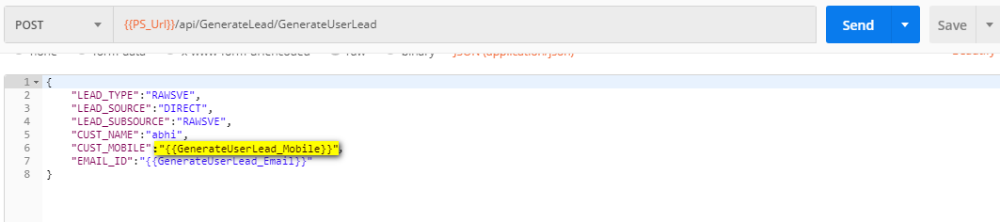 POST {{PS_Url}}/api/GenerateLead/GenerateUserLead Send Save
none form-data x-www-form-urlencoded raw binary JSON (application/json) Beautify
1 {
2 "LEAD_TYPE":"RAWSVE",
3 "LEAD_SOURCE":"DIRECT",
4 "LEAD_SUBSOURCE":"RAWSVE",
5 "CUST_NAME":"abhi",
6 "CUST_MOBILE":"{{GenerateUserLead_Mobile}}",
7 "EMAIL_ID":"{{GenerateUserLead_Email}}"
8 }